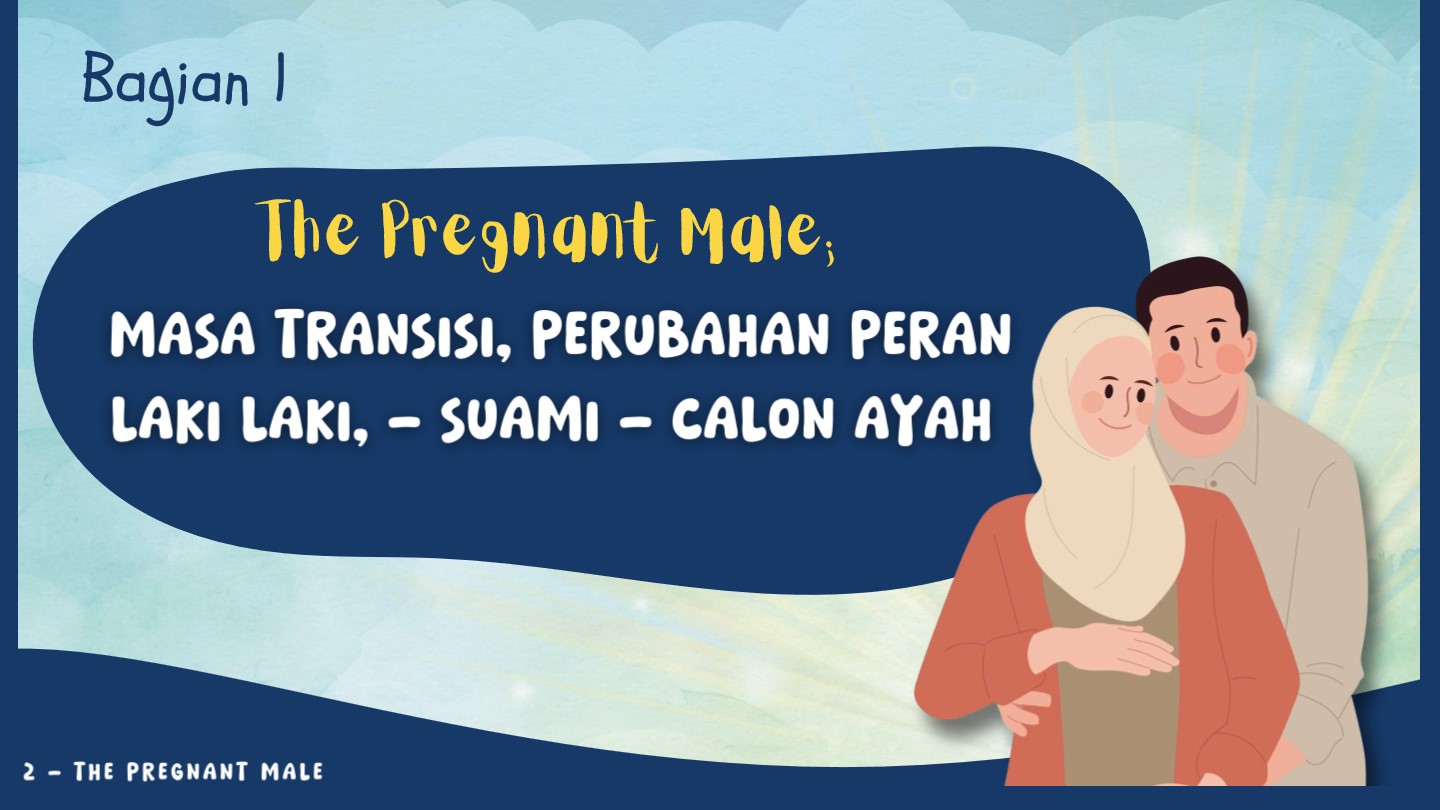 Bagian 1
The Pregnant Male;
MASA TRANSISI, PERUBAHAN PERAN
LAKI LAKI, – SUAMI – CALON AYAH
2 – THE PREGNANT MALE